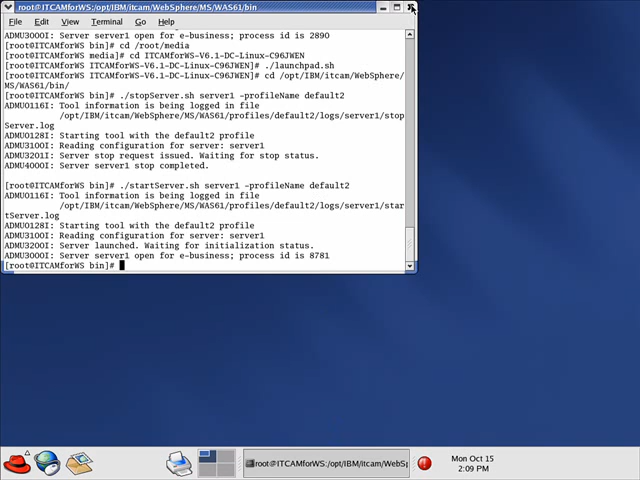 root@ITCAMforWS:/opt/IBM/itcam/WebSphere/MS/WAS61/bin
File Edit View Terminal Go Help
ADMU3000I: Server server1 open for e-business; process id is 2890
[root@ITCAMforWS bin]# cd /root/media
[root@ITCAMforWS media]# cd ITCAMforWS-V6.1-DC-Linux-C96JWEN
[root@ITCAMforWS ITCAMforWS-V6.1-DC-Linux-C96JWEN]# ./launchpad.sh
[root@ITCAMforWS ITCAMforWS-V6.1-DC-Linux-C96JWEN]# cd /opt/IBM/itcam/WebSphere/
MS/WAS61/bin/
[root@ITCAMforWS bin]# ./stopServer.sh server1 -profileName default2
ADMU0116I: Tool information is being logged in file
/opt/IBM/itcam/WebSphere/MS/WAS61/profiles/default2/logs/server1/stop
Server.log
ADMU0128I: Starting tool with the default2 profile
ADMU3100I: Reading configuration for server: server1
ADMU3201I: Server stop request issued. Waiting for stop status.
ADMU4000I: Server server1 stop completed.
[root@ITCAMforWS bin]# ./startServer.sh server1 -profileName default2
ADMU0116I: Tool information is being logged in file
/opt/IBM/itcam/WebSphere/MS/WAS61/profiles/default2/logs/server1/star
tServer.log
ADMU0128I: Starting tool with the default2 profile
ADMU3100I: Reading configuration for server: server1
ADMU3200I: Server launched. Waiting for initialization status.
ADMU3000I: Server server1 open for e-business; process id is 8781
[root@ITCAMforWS bin]#
root@ITCAMforWS:/opt/IBM/itcam/WebSp
Mon Oct 15
2:09 PM